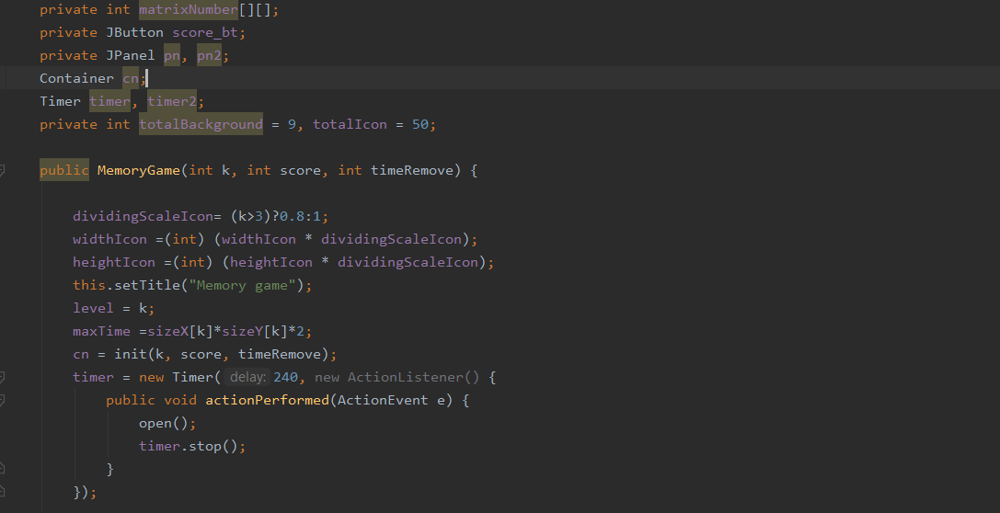 private int matrixNumber[][];
private JButton score_bt;
private JPanel pn, pn2;
Container cn;
Timer timer, timer2;
private int totalBackground = 9, totalIcon = 50;
public MemoryGame(int k, int score, int timeRemove) {
dividingScaleIcon= (k>3)?0.8:1;
widthIcon =(int) (widthIcon * dividingScaleIcon);
heightIcon =(int) (heightIcon * dividingScaleIcon);
this.setTitle("Memory game");
level = k;
maxTime =sizeX[k]*sizeY[k]*2;
cn = init(k, score, timeRemove);
timer = new Timer( delay: 240, new ActionListener() {
public void actionPerformed(ActionEvent e) {
open();
timer.stop();
}
});